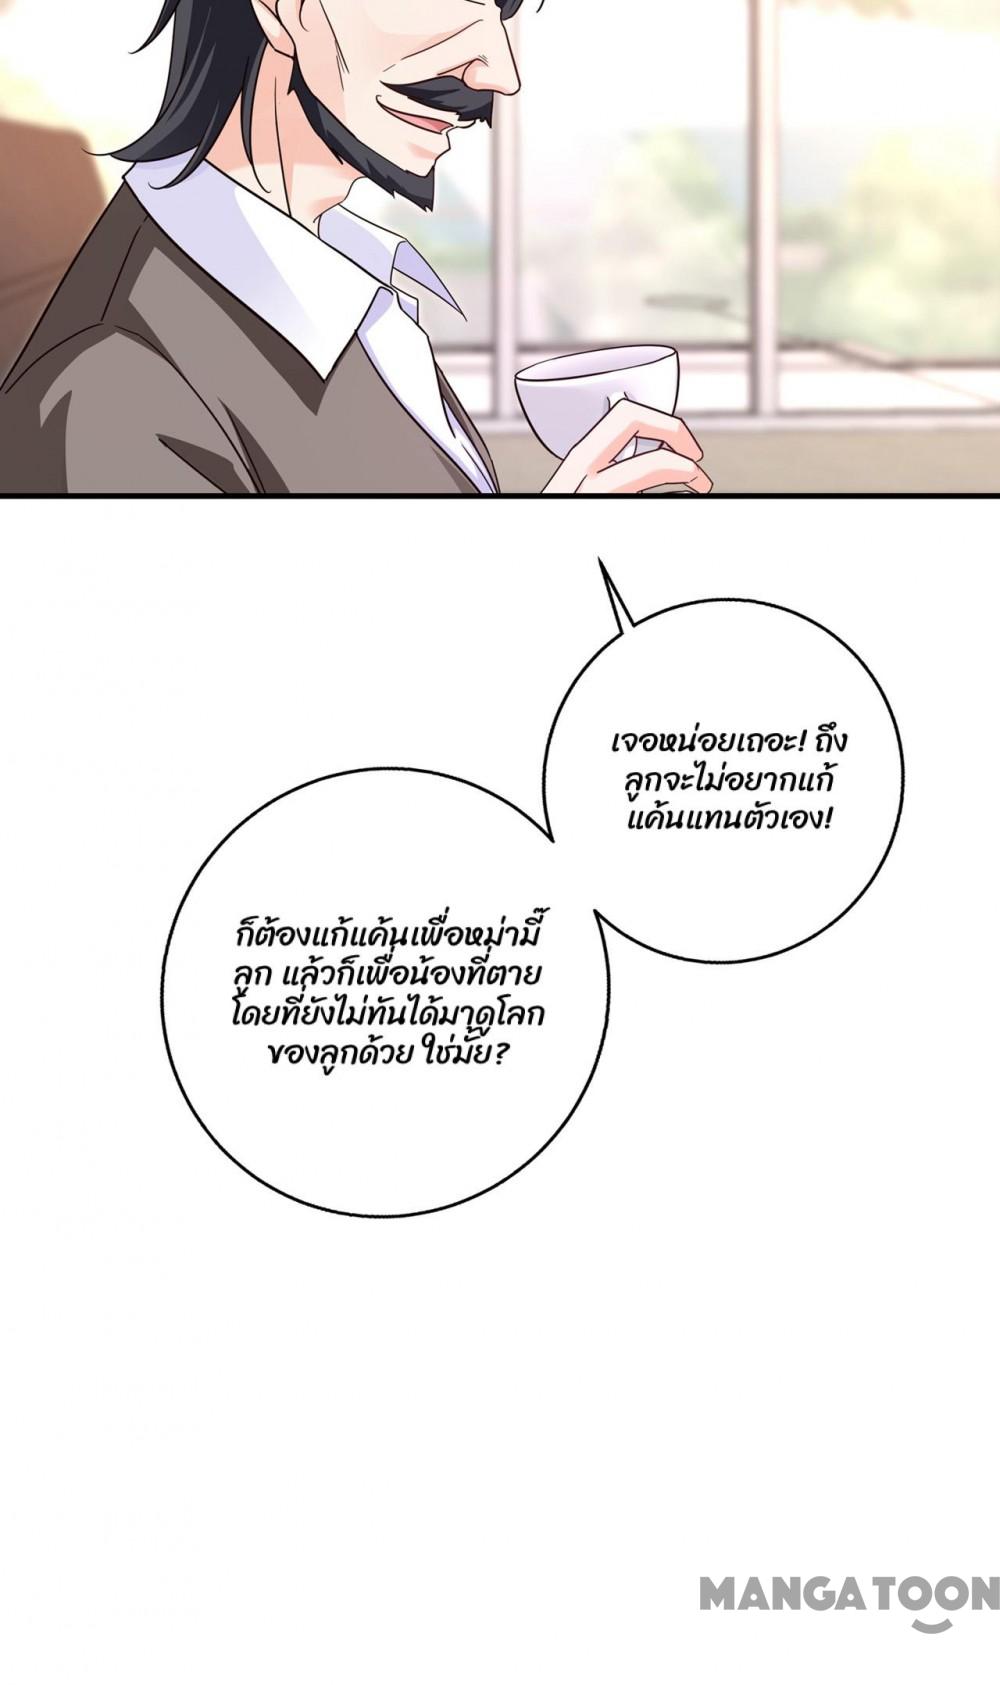 เจอหน่อยเถอะ! ถึง
ลูกจะไม่อยากแก้
แค้นแทนตัวเอง!
ก็ต้องแก้แค้นเพื่อหม่ามี๊
ลูก แล้วก็เพื่อน้องที่ตาย
โดยที่ยังไม่ทันได้มาดูโลก
ของลูกด้วย ใช่มั้ย?
MANGATOON